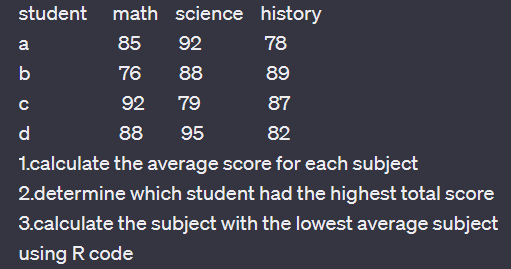 student math science history
a 85 92 78
b 76 88 89
c 92 79 87
d 88 95 82
1.calculate the average score for each subject
2.determine which student had the highest total score
3.calculate the subject with the lowest average subject
using R code